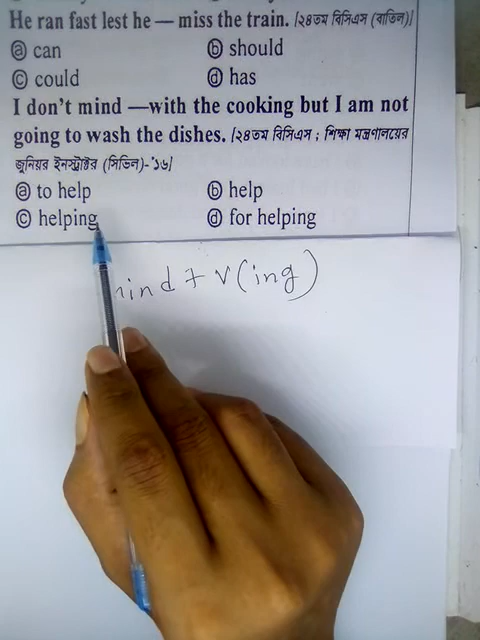 He ran fast lest he — miss the train. [২৪তম বিসিএস (বাতিল)]
ⓐ can ⓑ should
ⓒ could ⓓ has
I don't mind —with the cooking but I am not
going to wash the dishes. [২৪তম বিসিএস ; শিক্ষা মন্ত্রণালয়ের
জুনিয়র ইনস্ট্রাক্টর (সিভিল)-'১৬]
ⓐ to help ⓑ help
ⓒ helping ⓓ for helping
mind + v(ing)